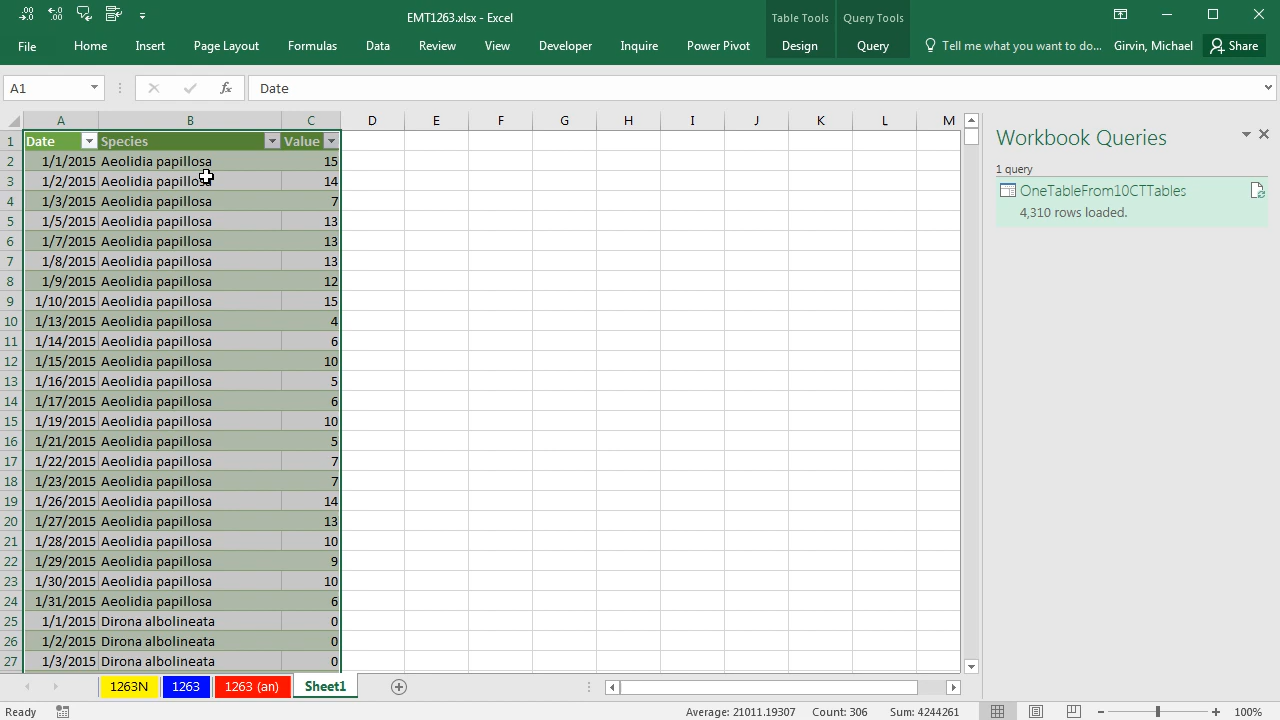 EMT1263.xlsx - Excel
Table Tools
Query Tools
File
Home
Insert
Page Layout
Formulas
Data
Review
View
Developer
Inquire
Power Pivot
Design
Query
Tell me what you want to do...
Girvin, Michael
Share
A1
fx
Date
A B C D E F G H I J K L M
1 Date Species Value
2 1/1/2015 Aeolidia papillosa 15
3 1/2/2015 Aeolidia papillosa 14
4 1/3/2015 Aeolidia papillosa 7
5 1/5/2015 Aeolidia papillosa 13
6 1/7/2015 Aeolidia papillosa 13
7 1/8/2015 Aeolidia papillosa 13
8 1/9/2015 Aeolidia papillosa 12
9 1/10/2015 Aeolidia papillosa 15
10 1/13/2015 Aeolidia papillosa 4
11 1/14/2015 Aeolidia papillosa 6
12 1/15/2015 Aeolidia papillosa 10
13 1/16/2015 Aeolidia papillosa 5
14 1/17/2015 Aeolidia papillosa 6
15 1/19/2015 Aeolidia papillosa 10
16 1/21/2015 Aeolidia papillosa 5
17 1/22/2015 Aeolidia papillosa 7
18 1/23/2015 Aeolidia papillosa 7
19 1/26/2015 Aeolidia papillosa 14
20 1/27/2015 Aeolidia papillosa 13
21 1/28/2015 Aeolidia papillosa 10
22 1/29/2015 Aeolidia papillosa 9
23 1/30/2015 Aeolidia papillosa 10
24 1/31/2015 Aeolidia papillosa 6
25 1/1/2015 Dirona albolineata 0
26 1/2/2015 Dirona albolineata 0
27 1/3/2015 Dirona albolineata 0
Workbook Queries
1 query
OneTableFrom10CTTables
4,310 rows loaded.
1263N
1263
1263 (an)
Sheet1
Ready
Average: 21011.19307
Count: 306
Sum: 4244261
100%